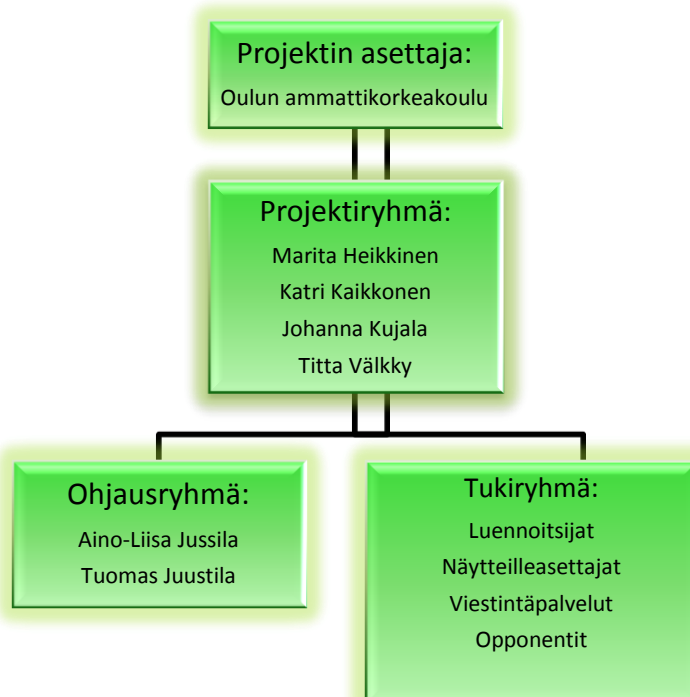 Projektin asettaja:
Oulun ammattikorkeakoulu
Projektiryhmä:
Marita Heikkinen
Katri Kaikkonen
Johanna Kujala
Titta Välkky
Ohjausryhmä:
Aino-Liisa Jussila
Tuomas Juustila
Tukiryhmä:
Luennoitsijat
Näytteilleasettajat
Viestintäpalvelut
Opponentit